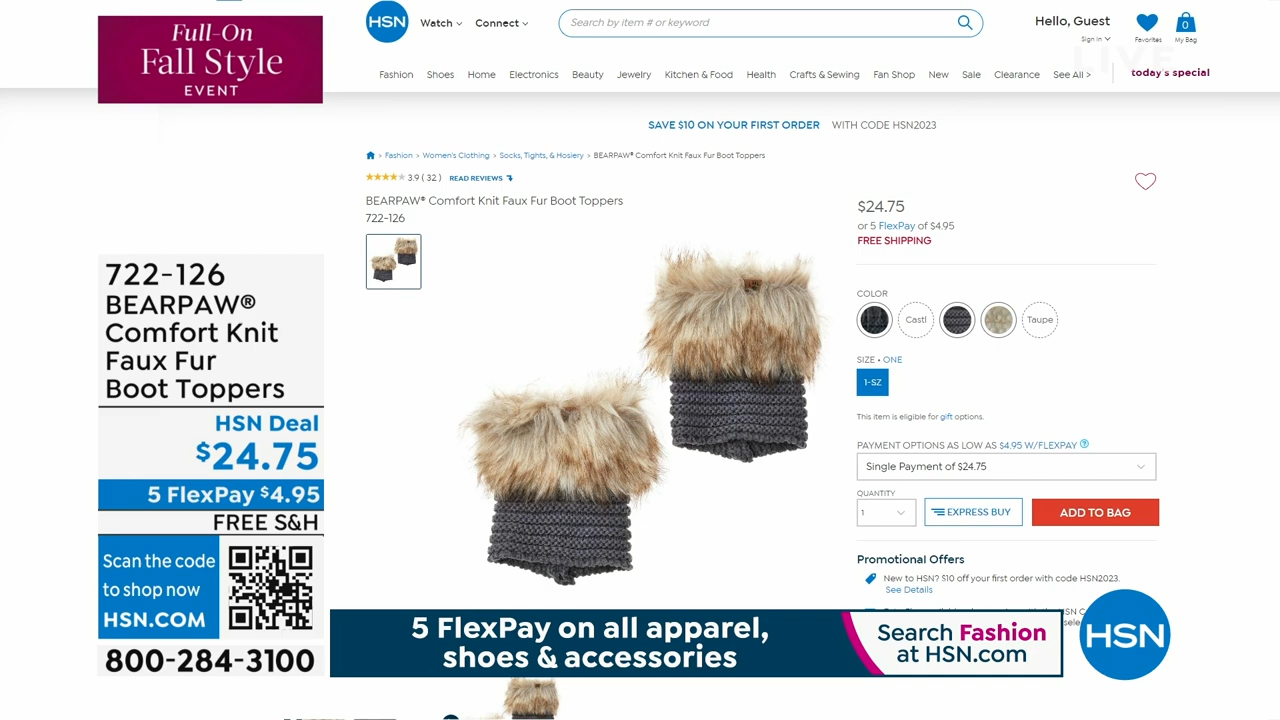 Full-On
Fall Style
EVENT
HSN
Watch
Connect
Search by item # or keyword
Hello, Guest
Sign In
Favorites
0
My Bag
LIVE
Fashion
Shoes
Home
Electronics
Beauty
Jewelry
Kitchen & Food
Health
Crafts & Sewing
Fan Shop
New
Sale
Clearance
See All >
today's special
SAVE $10 ON YOUR FIRST ORDER WITH CODE HSN2023
> Fashion > Women's Clothing > Socks, Tights, & Hosiery > BEARPAW® Comfort Knit Faux Fur Boot Toppers
3.9 ( 32 ) READ REVIEWS
BEARPAW® Comfort Knit Faux Fur Boot Toppers
722-126
$24.75
or 5 FlexPay of $4.95
FREE SHIPPING
COLOR
Castl
Taupe
SIZE • ONE
1-SZ
This item is eligible for gift options.
PAYMENT OPTIONS AS LOW AS $4.95 W/FLEXPAY ?
Single Payment of $24.75
QUANTITY
1
EXPRESS BUY
ADD TO BAG
Promotional Offers
New to HSN? $10 off your first order with code HSN2023.
See Details
722-126
BEARPAW®
Comfort Knit
Faux Fur
Boot Toppers
HSN Deal
$24.75
5 FlexPay $4.95
FREE S&H
Scan the code
to shop now
HSN.COM
800-284-3100
5 FlexPay on all apparel,
shoes & accessories
Search Fashion
at HSN.com
HSN